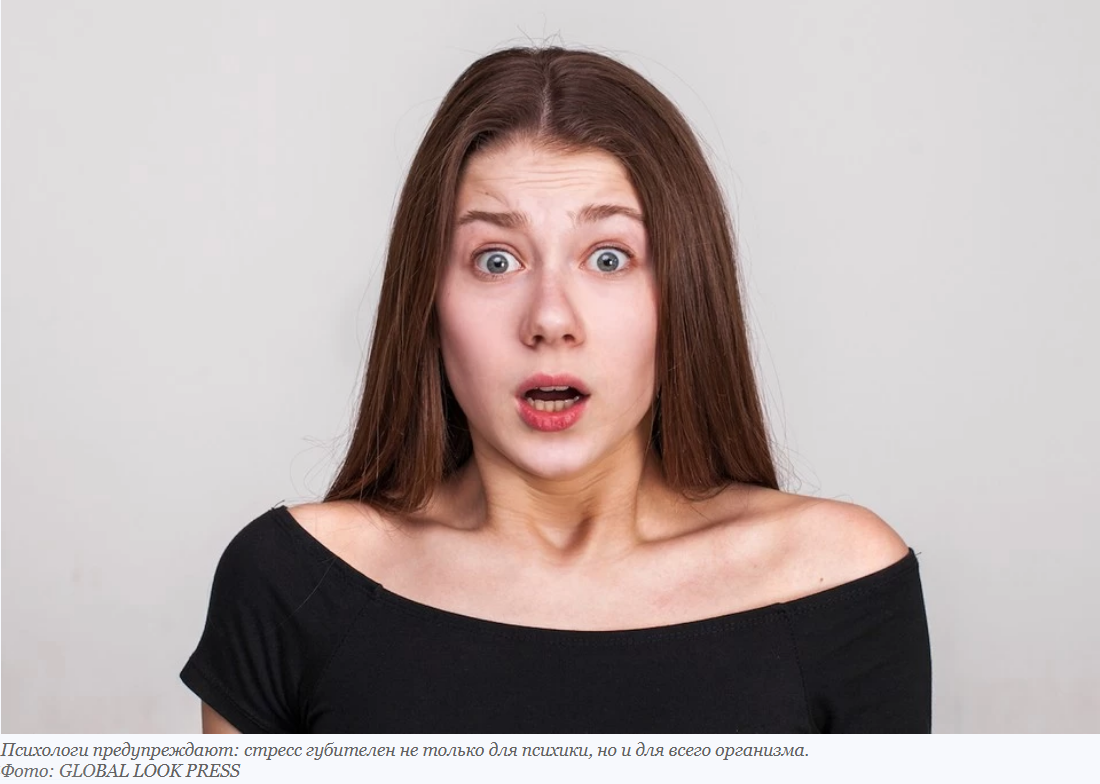 Психологи предупреждают: стресс губителен не только для психики, но и для всего организма.
Фото: GLOBAL LOOK PRESS